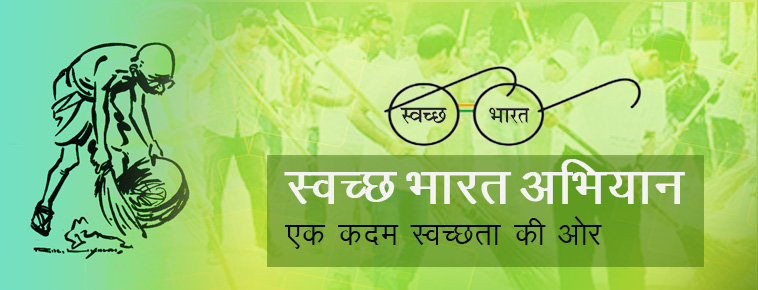 स्वच्छ भारत
स्वच्छ भारत अभियान
एक कदम स्वच्छता की ओर